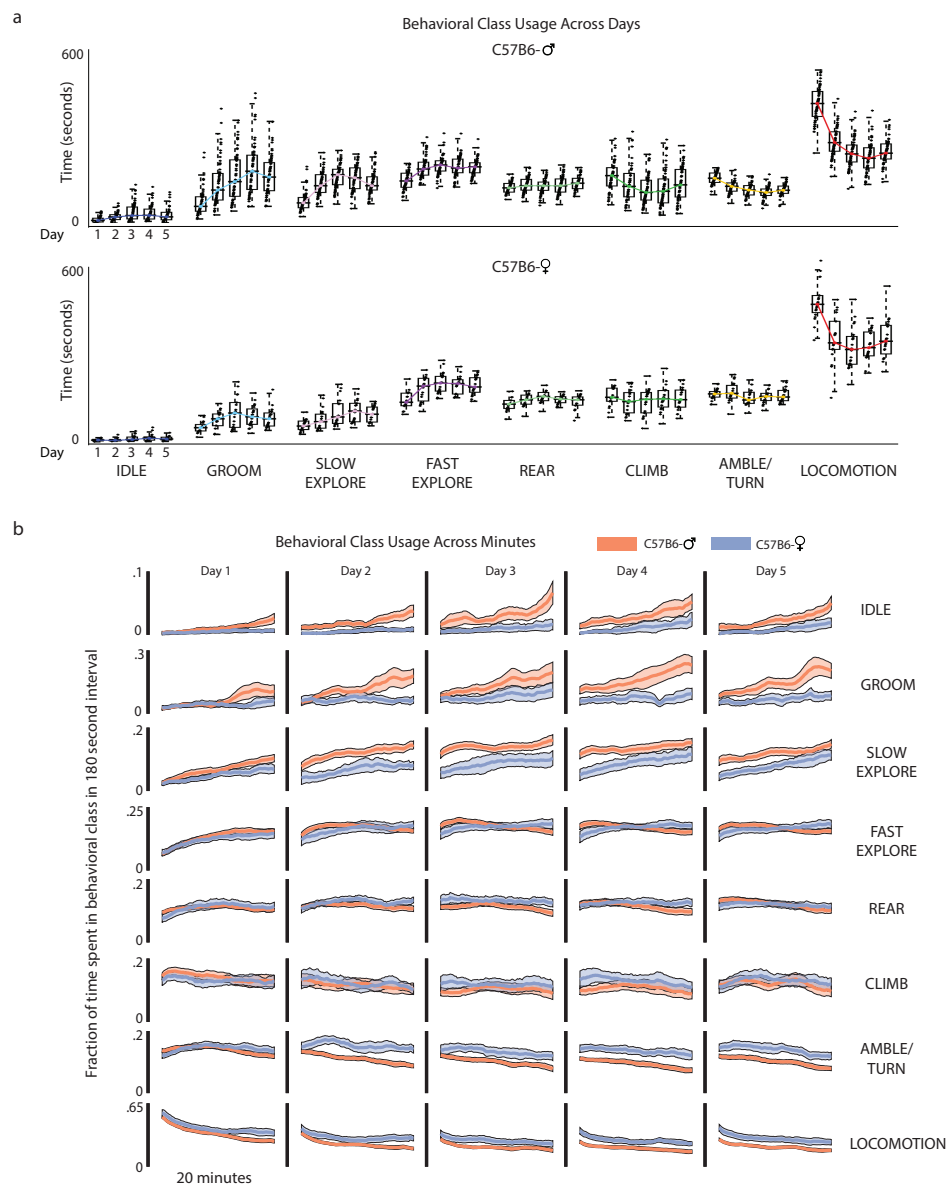 a
Behavioral Class Usage Across Days
C57B6-♂
600
Time (seconds)
0
Day
1 2 3 4 5
C57B6-♀
600
Time (seconds)
0
Day
1 2 3 4 5
IDLE
GROOM
SLOW
EXPLORE
FAST
EXPLORE
REAR
CLIMB
AMBLE/
TURN
LOCOMOTION
b
Behavioral Class Usage Across Minutes
C57B6-♂
C57B6-♀
Day 1
Day 2
Day 3
Day 4
Day 5
Fraction of time spent in behavioral class in 180 second interval
.1
0
IDLE
.3
0
GROOM
.2
0
SLOW
EXPLORE
.25
0
FAST
EXPLORE
.2
0
REAR
.2
0
CLIMB
.2
0
AMBLE/
TURN
.65
0
LOCOMOTION
20 minutes